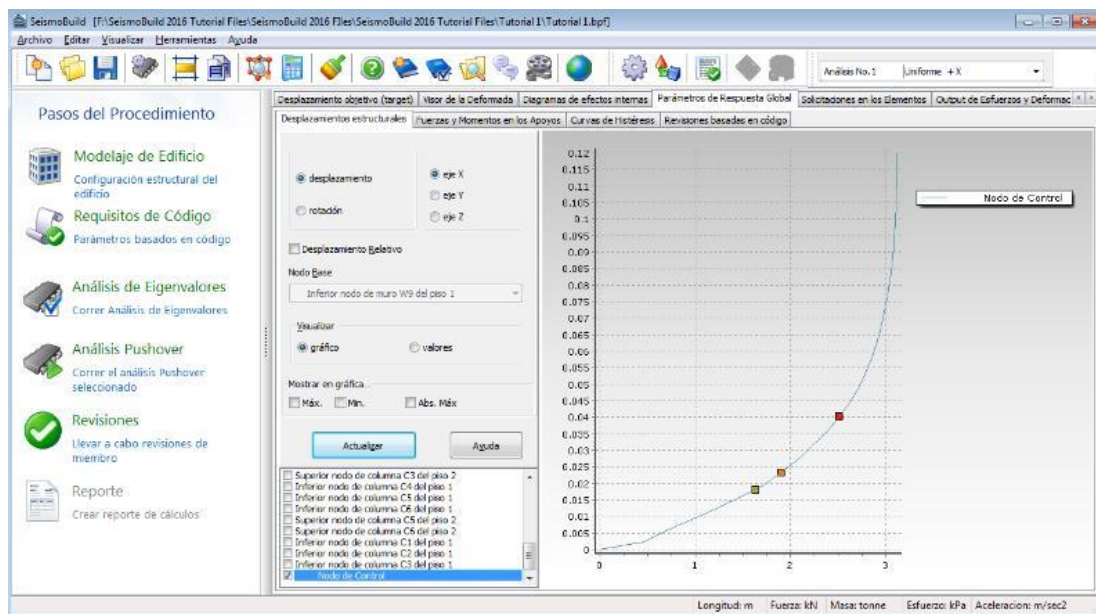 SeismoBuild [F:\SeismoBuild 2016 Tutorial Files\SeismoBuild 2016 Files\SeismoBuild 2016 Tutorial Files\Tutorial 1\Tutorial 1.bpf]
Archivo Editar Visualizar Herramientas Ayuda
Análisis No. 1 Uniforme +X
Pasos del Procedimiento
Modelaje de Edificio
Configuración estructural del
edificio
Requisitos de Código
Parámetros basados en código
Análisis de Eigenvalores
Correr Análisis de Eigenvalores
Análisis Pushover
Correr el análisis Pushover
seleccionado
Revisiones
Llevar a cabo revisiones de
miembro
Reporte
Crear reporte de cálculos
Desplazamiento objetivo (target) Visor de la Deformada Diagramas de efectos internas Parámetros de Respuesta Global Solicitaciones en los Elementos Output de Esfuerzos y Deformac
Desplazamientos estructurales Fuerzas y Momentos en los Apoyos Curvas de Histéresis Revisiones basadas en código
desplazamiento
rotación
eje X
eje Y
eje Z
Desplazamiento Relativo
Nodo Base
Inferior nodo de muro W9 del piso 1
Visualizar
gráfico valores
Mostrar en gráfica...
Máx. Min. Abs. Máx
Actualizar Ayuda
Superior nodo de columna C3 del piso 2
Inferior nodo de columna C4 del piso 1
Inferior nodo de columna C5 del piso 1
Inferior nodo de columna C6 del piso 1
Superior nodo de columna C5 del piso 2
Superior nodo de columna C6 del piso 2
Inferior nodo de columna C1 del piso 1
Inferior nodo de columna C2 del piso 1
Inferior nodo de columna C3 del piso 1
Nodo de Control
0.12
0.115
0.11
0.105
0.1
0.095
0.09
0.085
0.08
0.075
0.07
0.065
0.06
0.055
0.05
0.045
0.04
0.035
0.03
0.025
0.02
0.015
0.01
0.005
0
0 1 2 3
Nodo de Control
Longitud: m Fuerza: kN Masa: tonne Esfuerzo: kPa Aceleracion: m/sec2